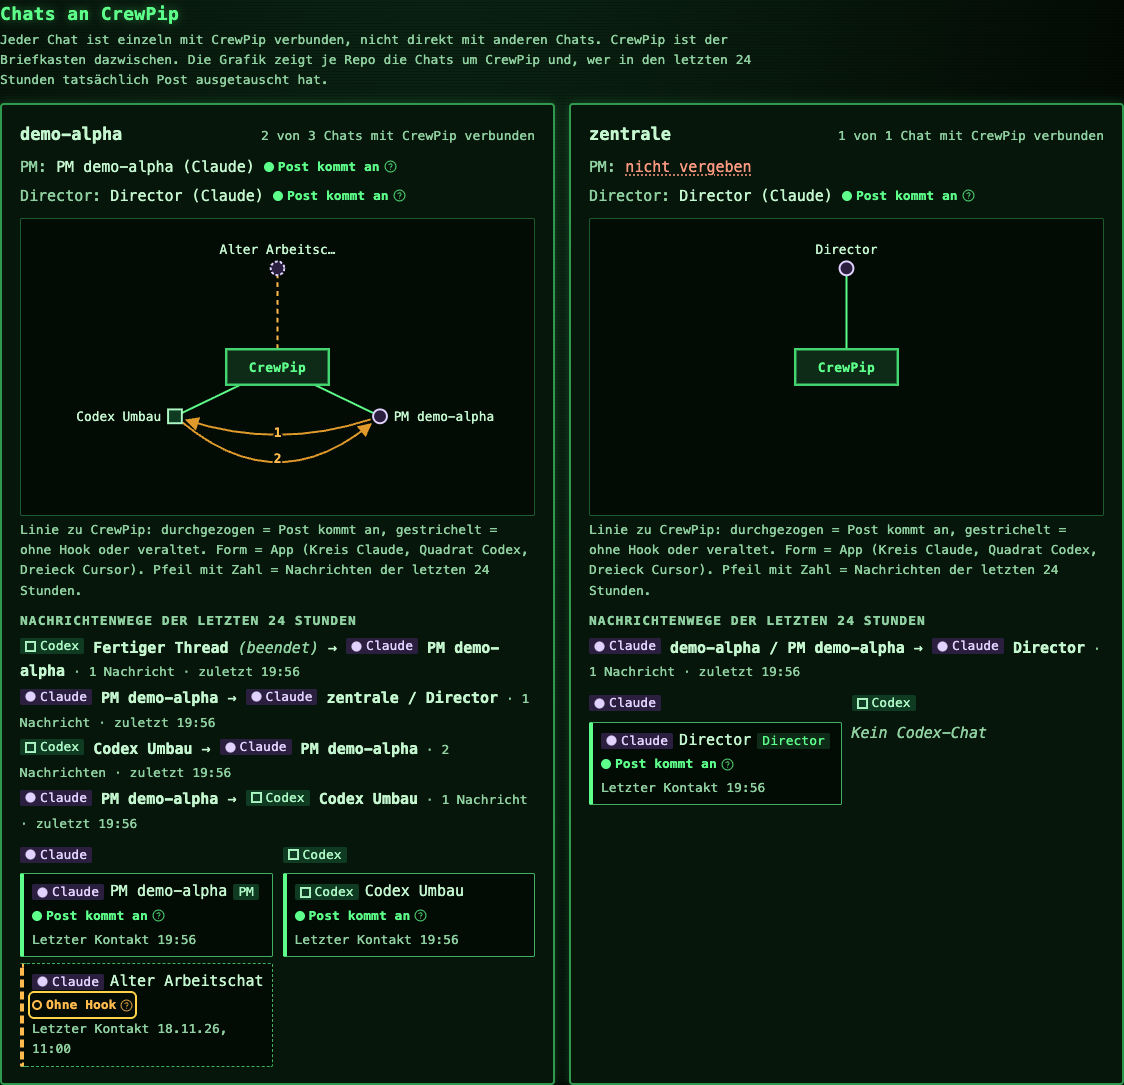 Chats an CrewPip
Jeder Chat ist einzeln mit CrewPip verbunden, nicht direkt mit anderen Chats. CrewPip ist der
Briefkasten dazwischen. Die Grafik zeigt je Repo die Chats um CrewPip und, wer in den letzten 24
Stunden tatsächlich Post ausgetauscht hat.
demo-alpha
2 von 3 Chats mit CrewPip verbunden
PM: PM demo-alpha (Claude) Post kommt an ?
Director: Director (Claude) Post kommt an ?
Alter Arbeitsc…
CrewPip
Codex Umbau
PM demo-alpha
1
2
Linie zu CrewPip: durchgezogen = Post kommt an, gestrichelt =
ohne Hook oder veraltet. Form = App (Kreis Claude, Quadrat Codex,
Dreieck Cursor). Pfeil mit Zahl = Nachrichten der letzten 24
Stunden.
NACHRICHTENWEGE DER LETZTEN 24 STUNDEN
Codex Fertiger Thread (beendet) → Claude PM demo-
alpha · 1 Nachricht · zuletzt 19:56
Claude PM demo-alpha → Claude zentrale / Director · 1
Nachricht · zuletzt 19:56
Codex Codex Umbau → Claude PM demo-alpha · 2
Nachrichten · zuletzt 19:56
Claude PM demo-alpha → Codex Codex Umbau · 1 Nachricht
· zuletzt 19:56
Claude
Claude PM demo-alpha PM
Post kommt an ?
Letzter Kontakt 19:56
Claude Alter Arbeitschat
Ohne Hook ?
Letzter Kontakt 18.11.26,
11:00
Codex
Codex Codex Umbau
Post kommt an ?
Letzter Kontakt 19:56
zentrale
1 von 1 Chat mit CrewPip verbunden
PM: nicht vergeben
Director: Director (Claude) Post kommt an ?
Director
CrewPip
Linie zu CrewPip: durchgezogen = Post kommt an, gestrichelt =
ohne Hook oder veraltet. Form = App (Kreis Claude, Quadrat Codex,
Dreieck Cursor). Pfeil mit Zahl = Nachrichten der letzten 24
Stunden.
NACHRICHTENWEGE DER LETZTEN 24 STUNDEN
Claude demo-alpha / PM demo-alpha → Claude Director ·
1 Nachricht · zuletzt 19:56
Claude
Claude Director Director
Post kommt an ?
Letzter Kontakt 19:56
Codex
Kein Codex-Chat